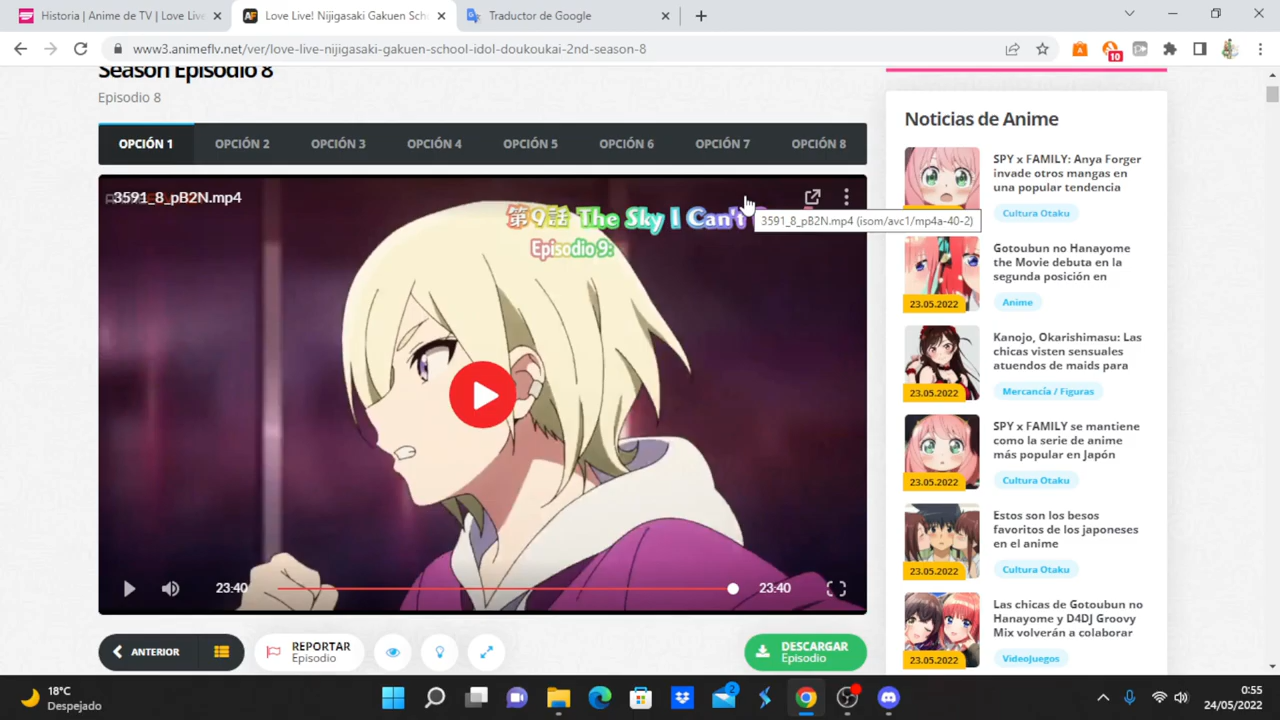 Historia | Anime de TV | Love Live
Love Live! Nijigasaki Gakuen Scho
Traductor de Google
www3.animeflv.net/ver/love-live-nijigasaki-gakuen-school-idol-doukoukai-2nd-season-8
10
Season Episodio 8
Episodio 8
OPCIÓN 1 OPCIÓN 2 OPCIÓN 3 OPCIÓN 4 OPCIÓN 5 OPCIÓN 6 OPCIÓN 7 OPCIÓN 8
3591_8_pB2N.mp4
第9話 The Sky I Can't
Episodio 9:
3591_8_pB2N.mp4 (isom/avc1/mp4a-40-2)
23:40
23:40
ANTERIOR
REPORTAR
Episodio
DESCARGAR
Episodio
Noticias de Anime
SPY x FAMILY: Anya Forger
invade otros mangas en
una popular tendencia
Cultura Otaku
Gotoubun no Hanayome
the Movie debuta en la
segunda posición en
23.05.2022
Anime
Kanojo, Okarishimasu: Las
chicas visten sensuales
atuendos de maids para
23.05.2022
Mercancía / Figuras
SPY x FAMILY se mantiene
como la serie de anime
más popular en Japón
23.05.2022
Cultura Otaku
Estos son los besos
favoritos de los japoneses
en el anime
23.05.2022
Cultura Otaku
Las chicas de Gotoubun no
Hanayome y D4DJ Groovy
Mix volverán a colaborar
23.05.2022
VideoJuegos
18°C
Despejado
2
0:55
24/05/2022